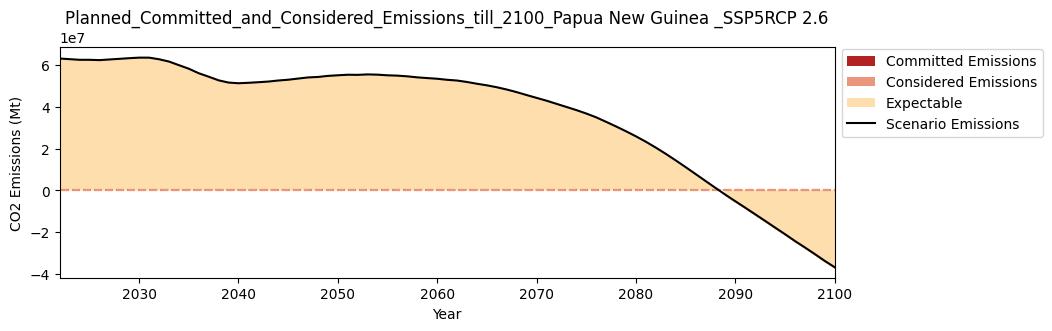 Planned_Committed_and_Considered_Emissions_till_2100_Papua New Guinea _SSP5RCP 2.6
1e7
6
4
2
0
−2
−4
CO2 Emissions (Mt)
2030 2040 2050 2060 2070 2080 2090 2100
Year
Committed Emissions
Considered Emissions
Expectable
Scenario Emissions